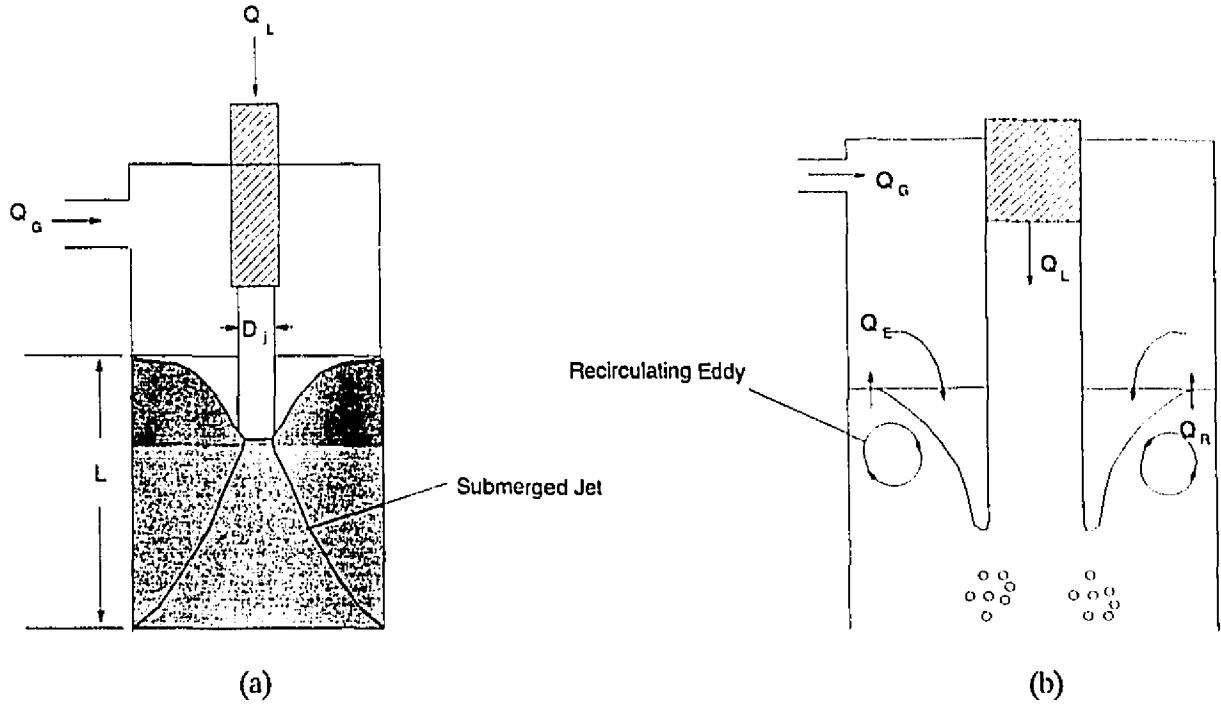 Q L
Q G
D j
L
Submerged Jet
(a)
Q G
Q L
Q E
Recirculating Eddy
Q R
(b)